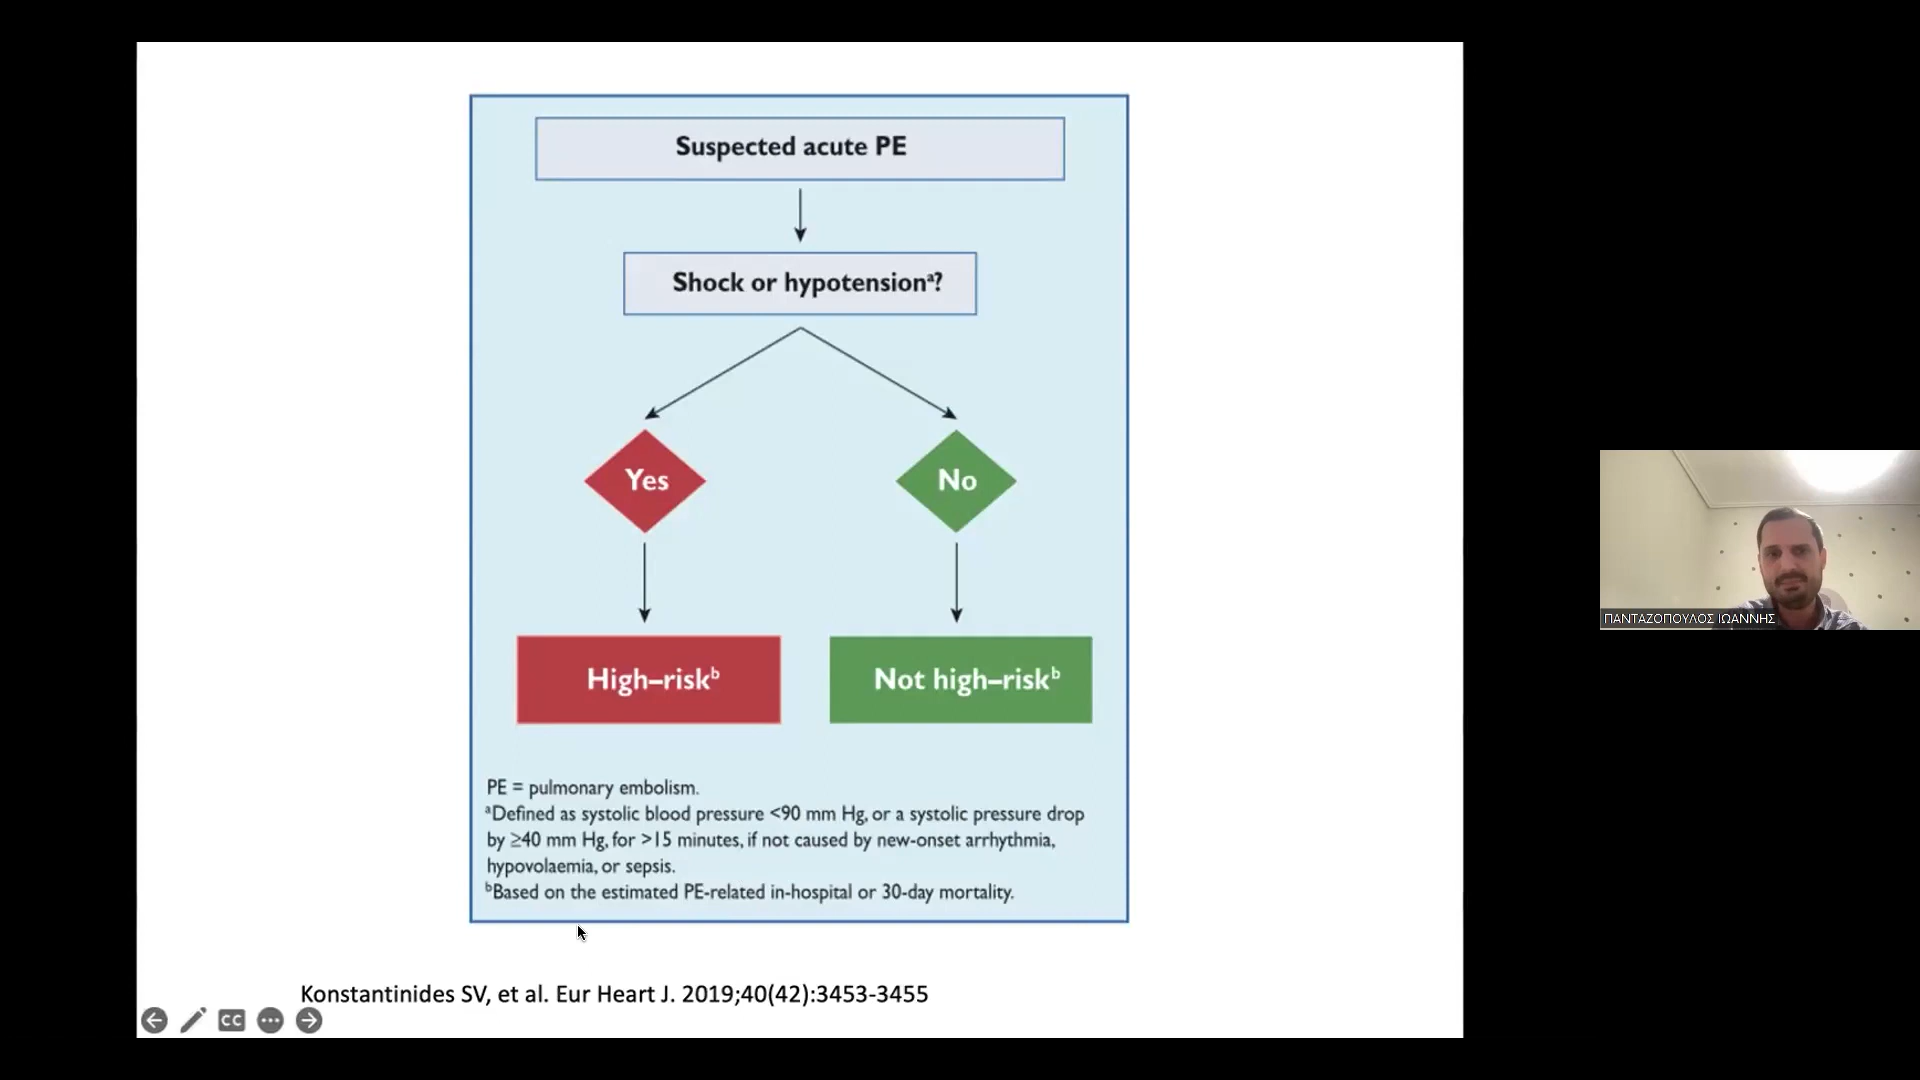 Suspected acute PE
Shock or hypotensionᵃ?
Yes
No
High–riskᵇ
Not high–riskᵇ
PE = pulmonary embolism.
ᵃDefined as systolic blood pressure <90 mm Hg, or a systolic pressure drop
by ≥40 mm Hg, for >15 minutes, if not caused by new-onset arrhythmia,
hypovolaemia, or sepsis.
ᵇBased on the estimated PE-related in-hospital or 30-day mortality.
Konstantinides SV, et al. Eur Heart J. 2019;40(42):3453-3455
CC
ΠΑΝΤΑΖΟΠΟΥΛΟΣ ΙΩΑΝΝΗΣ